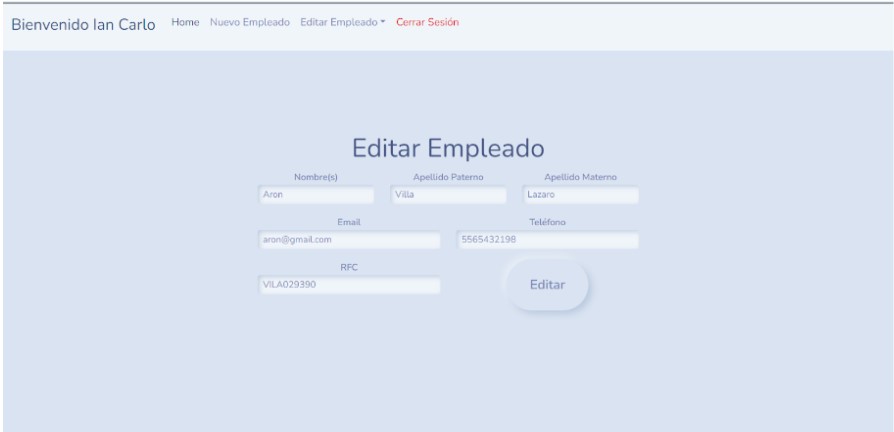 Bienvenido Ian Carlo Home Nuevo Empleado Editar Empleado Cerrar Sesión
Editar Empleado
Nombre(s) Apellido Paterno Apellido Materno
Aron Villa Lazaro
Email Teléfono
aron@gmail.com 5565432198
RFC
VILA029390 Editar